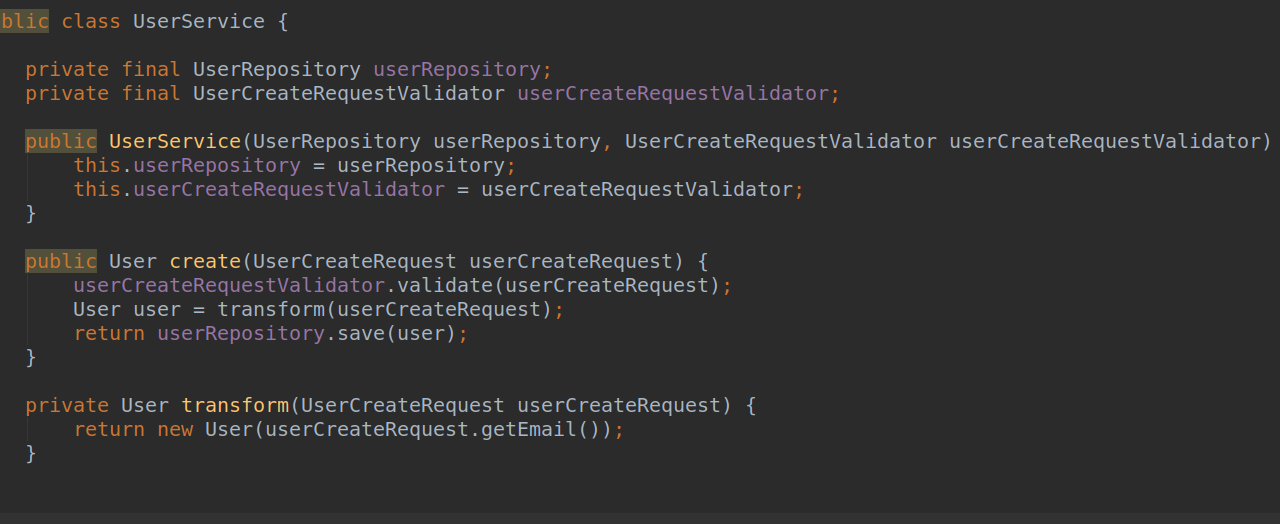 blic class UserService {
private final UserRepository userRepository;
private final UserCreateRequestValidator userCreateRequestValidator;
public UserService(UserRepository userRepository, UserCreateRequestValidator userCreateRequestValidator)
this.userRepository = userRepository;
this.userCreateRequestValidator = userCreateRequestValidator;
}
public User create(UserCreateRequest userCreateRequest) {
userCreateRequestValidator.validate(userCreateRequest);
User user = transform(userCreateRequest);
return userRepository.save(user);
}
private User transform(UserCreateRequest userCreateRequest) {
return new User(userCreateRequest.getEmail());
}